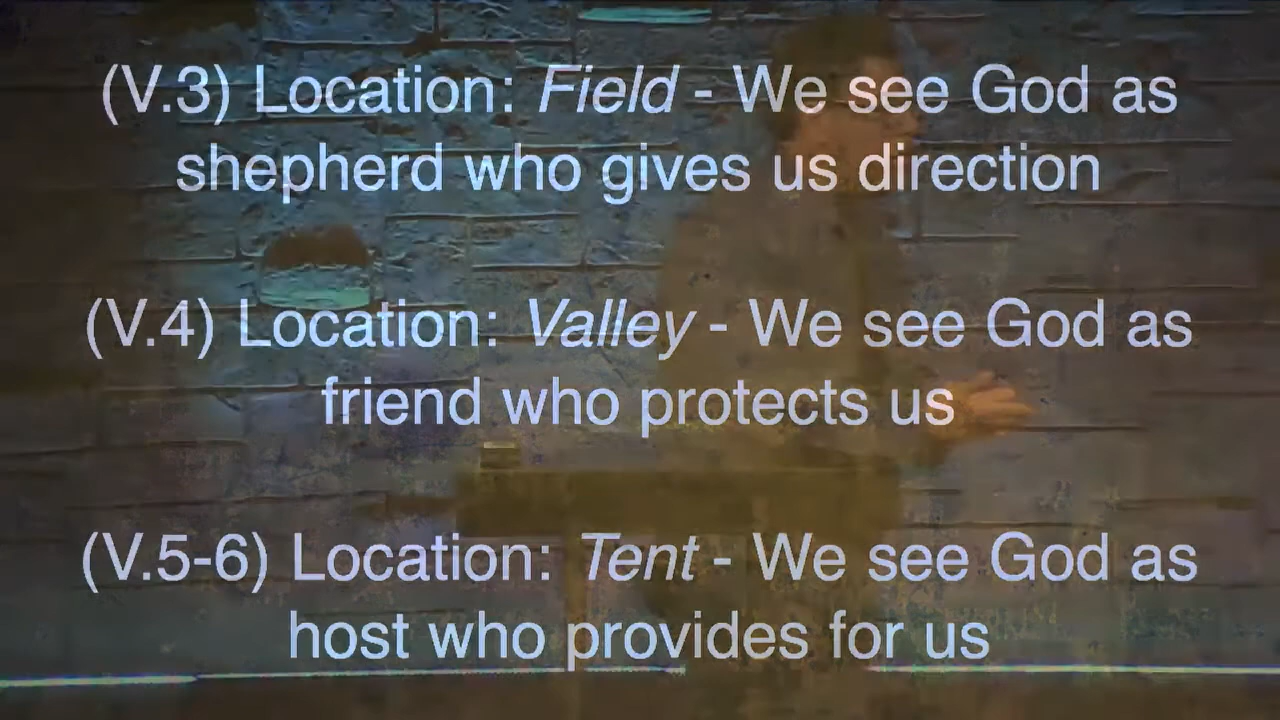 (V.3) Location: Field - We see God as
shepherd who gives us direction
(V.4) Location: Valley - We see God as
friend who protects us
(V.5-6) Location: Tent - We see God as
host who provides for us